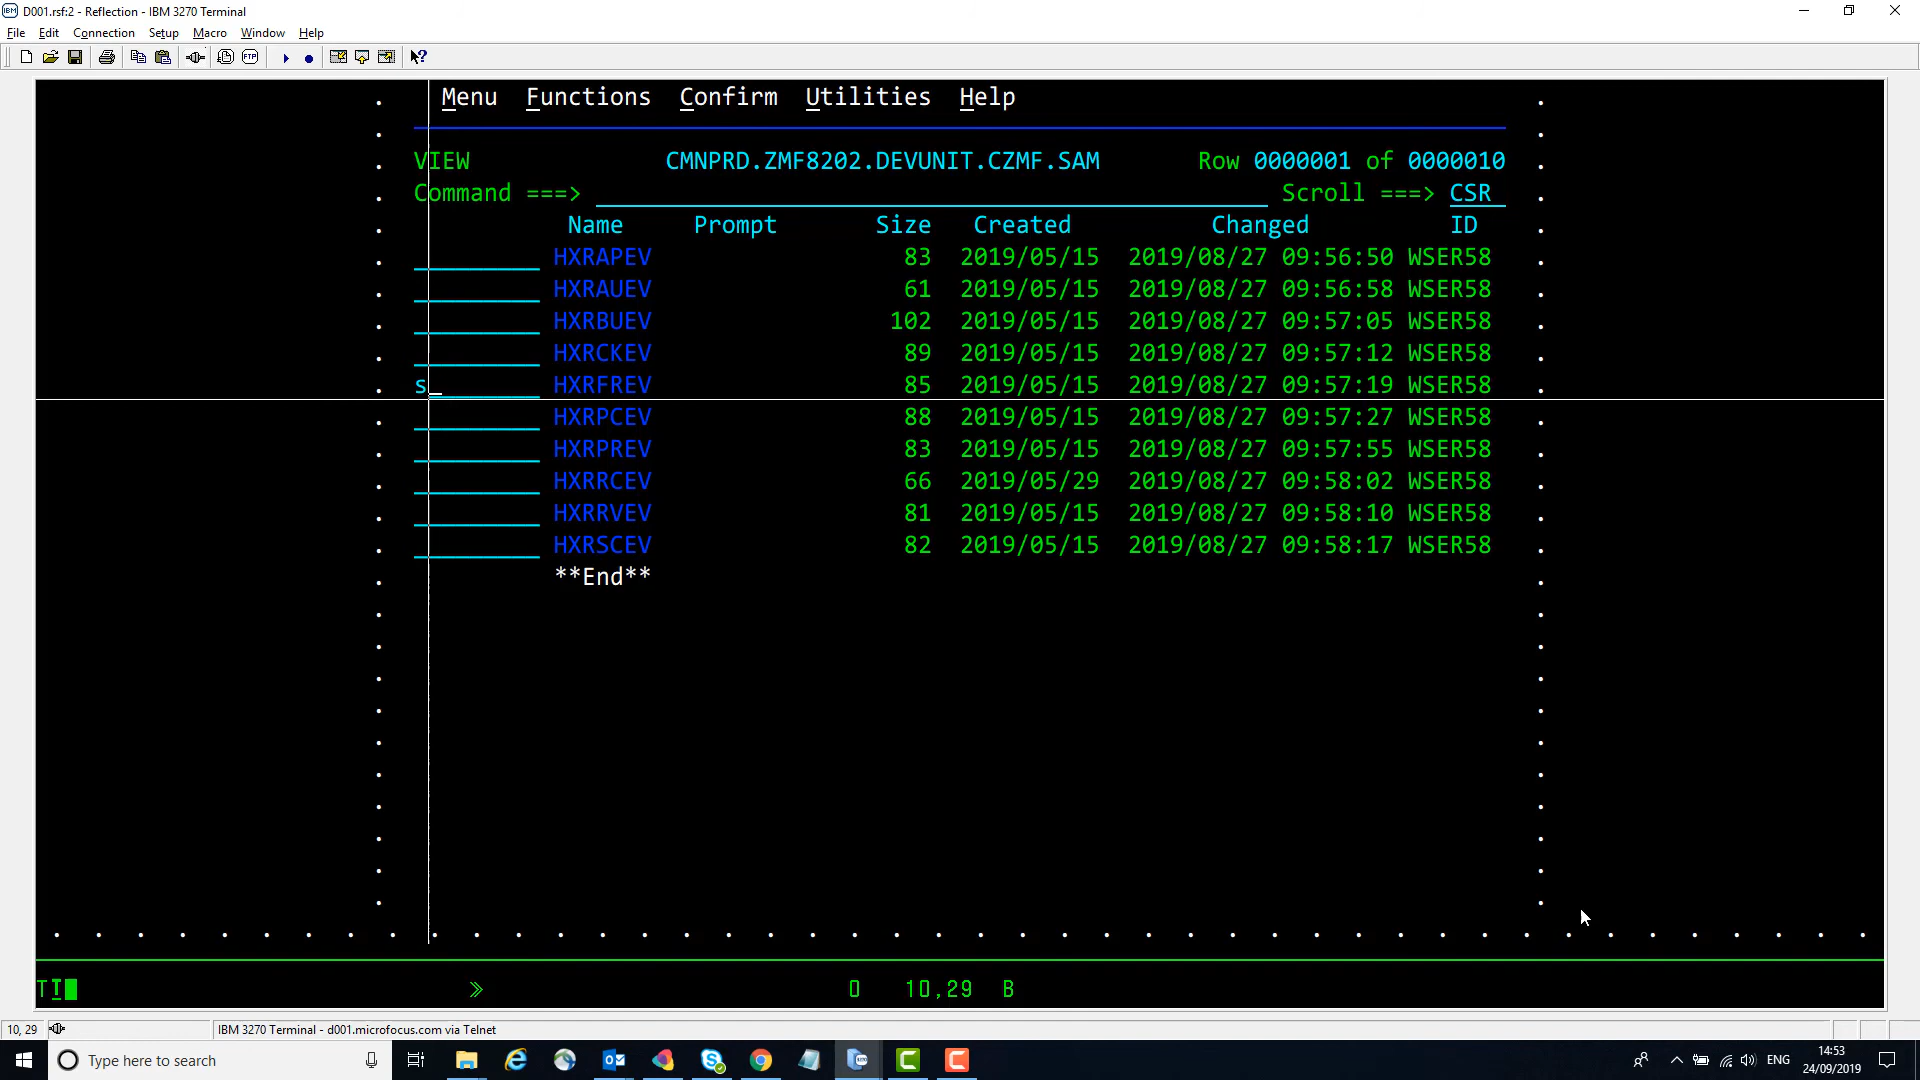 D001.rsf:2 - Reflection - IBM 3270 Terminal
File Edit Connection Setup Macro Window Help
Menu Functions Confirm Utilities Help
VIEW CMNPRD.ZMF8202.DEVUNIT.CZMF.SAM Row 0000001 of 0000010
Command ===> Scroll ===> CSR
Name Prompt Size Created Changed ID
HXRAPEV 83 2019/05/15 2019/08/27 09:56:50 WSER58
HXRAUEV 61 2019/05/15 2019/08/27 09:56:58 WSER58
HXRBUEV 102 2019/05/15 2019/08/27 09:57:05 WSER58
HXRCKEV 89 2019/05/15 2019/08/27 09:57:12 WSER58
s HXRFREV 85 2019/05/15 2019/08/27 09:57:19 WSER58
HXRPCEV 88 2019/05/15 2019/08/27 09:57:27 WSER58
HXRPREV 83 2019/05/15 2019/08/27 09:57:55 WSER58
HXRRCEV 66 2019/05/29 2019/08/27 09:58:02 WSER58
HXRRVEV 81 2019/05/15 2019/08/27 09:58:10 WSER58
HXRSCEV 82 2019/05/15 2019/08/27 09:58:17 WSER58
**End**
TI » O 10,29 B
10, 29 IBM 3270 Terminal - d001.microfocus.com via Telnet
Type here to search ENG 14:53
24/09/2019